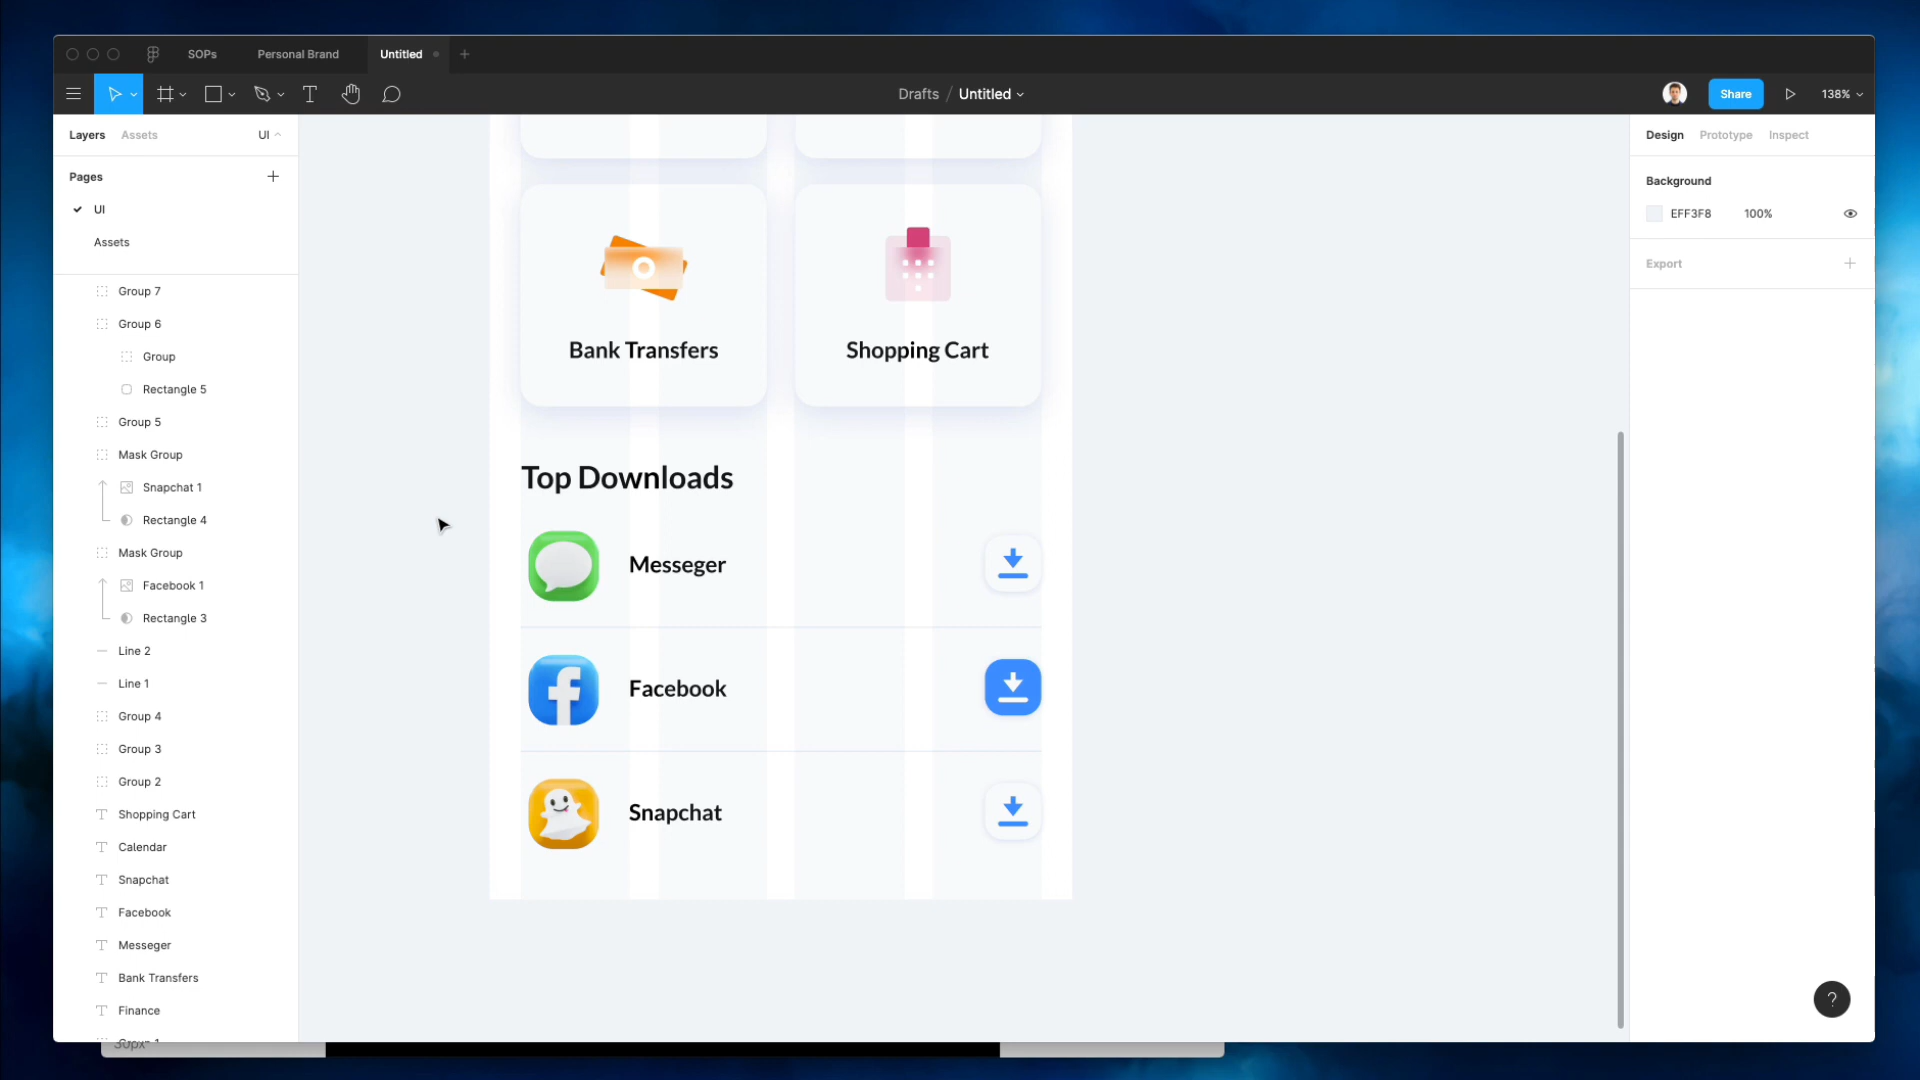 SOPs
Personal Brand
Untitled
Drafts / Untitled
Share
138%
Layers
Assets
UI
Pages
UI
Assets
Group 7
Group 6
Group
Rectangle 5
Group 5
Mask Group
Snapchat 1
Rectangle 4
Mask Group
Facebook 1
Rectangle 3
Line 2
Line 1
Group 4
Group 3
Group 2
Shopping Cart
Calendar
Snapchat
Facebook
Messeger
Bank Transfers
Finance
Group 1
30px
Bank Transfers
Shopping Cart
Top Downloads
Messeger
Facebook
Snapchat
Design
Prototype
Inspect
Background
EFF3F8
100%
Export
?